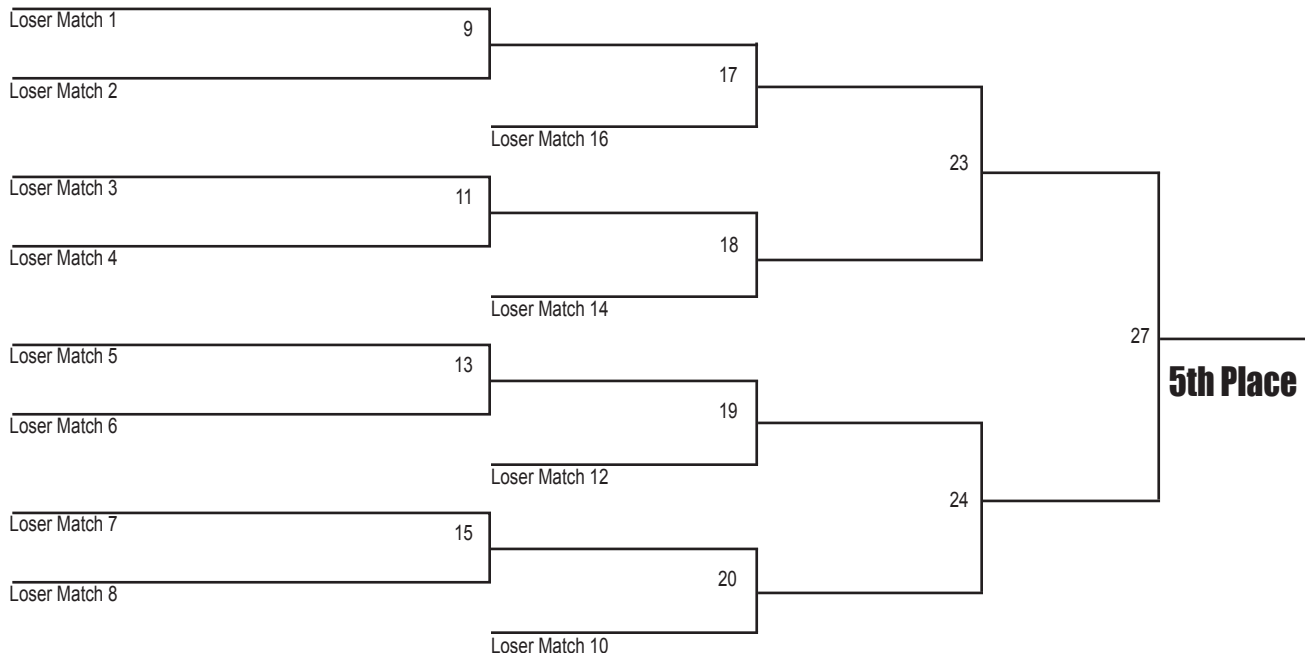 Loser Match 1
9
Loser Match 2
17
Loser Match 16
23
Loser Match 3
11
Loser Match 4
18
Loser Match 14
27
5th Place
Loser Match 5
13
Loser Match 6
19
Loser Match 12
24
Loser Match 7
15
Loser Match 8
20
Loser Match 10